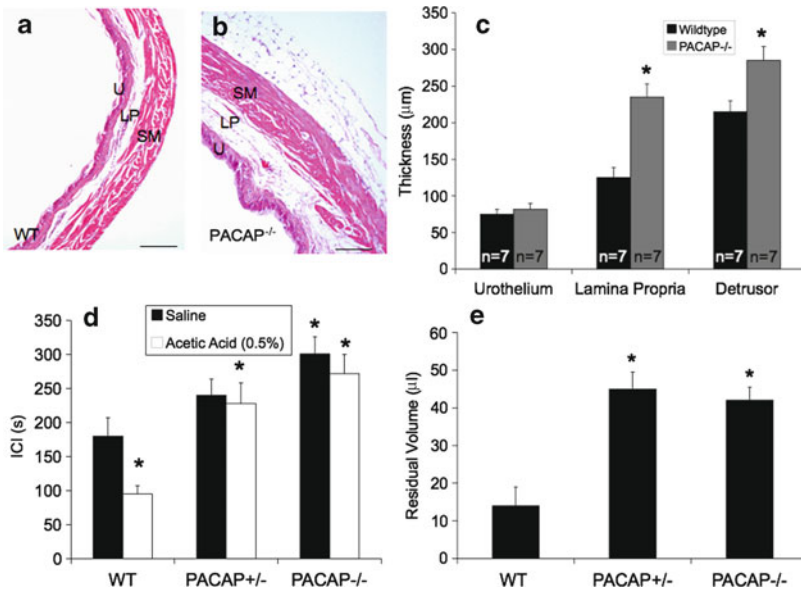 a
U
LP
SM
WT
b
SM
LP
U
PACAP-/-
c
Wildtype
PACAP-/-
Thickness (μm)
350
300
250
200
150
100
50
0
*
*
n=7 n=7 n=7 n=7 n=7 n=7
Urothelium Lamina Propria Detrusor
d
Saline
Acetic Acid (0.5%)
ICI (s)
350
300
250
200
150
100
50
0
*
*
*
*
WT PACAP+/- PACAP-/-
e
Residual Volume (μl)
60
50
40
30
20
10
0
*
*
WT PACAP+/- PACAP-/-